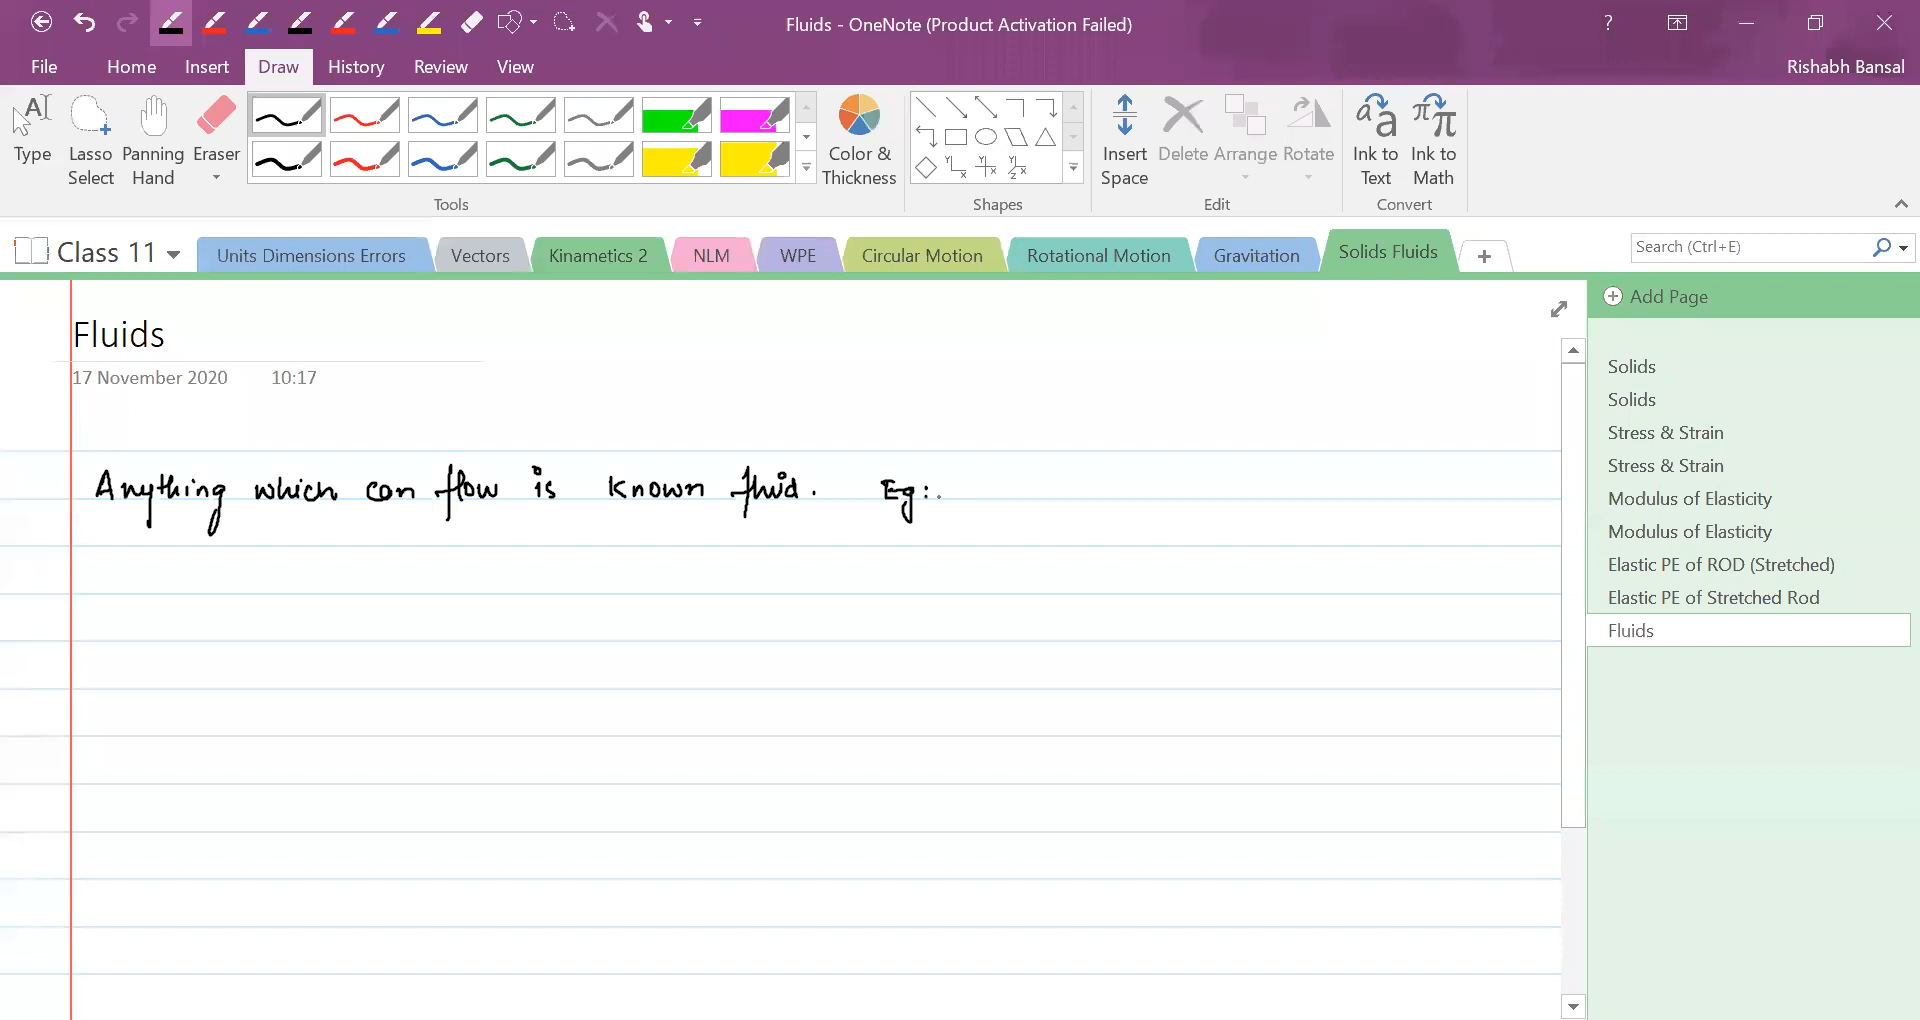 Fluids - OneNote (Product Activation Failed)
?
File Home Insert Draw History Review View Rishabh Bansal
Type
Lasso Select
Panning Hand
Eraser
Color & Thickness
Insert Space
Delete
Arrange
Rotate
Ink to Text
Ink to Math
Tools Shapes Edit Convert
Class 11 Units Dimensions Errors Vectors Kinametics 2 NLM WPE Circular Motion Rotational Motion Gravitation Solids Fluids + Search (Ctrl+E)
Add Page
Fluids
17 November 2020 10:17
Anything which can flow is known fluid. Eg:.
Solids
Solids
Stress & Strain
Stress & Strain
Modulus of Elasticity
Modulus of Elasticity
Elastic PE of ROD (Stretched)
Elastic PE of Stretched Rod
Fluids